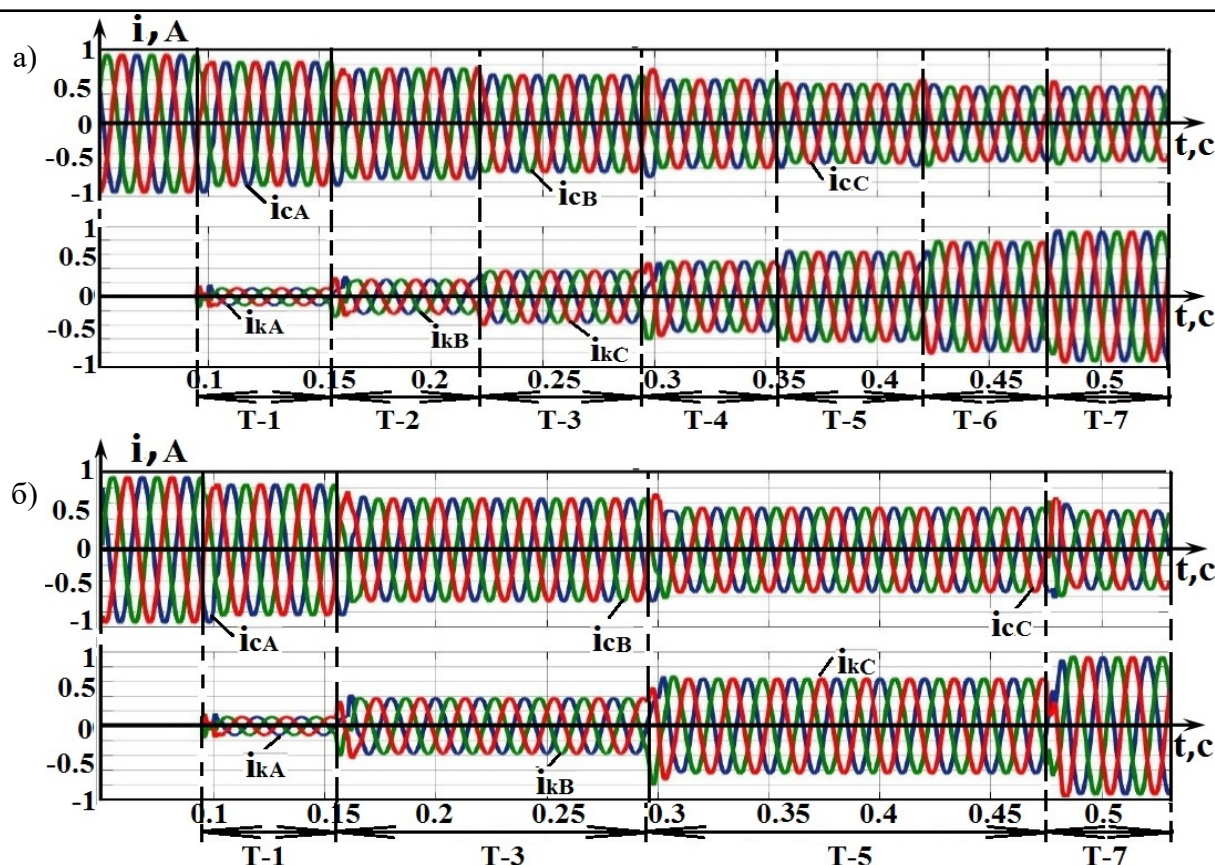 а)
i, A
1
0.5
0
-0.5
-1
t,c
icA
icB
icC
1
0.5
0
-0.5
-1
ikA
ikB
ikC
0.1 0.15 0.2 0.25 0.3 0.35 0.4 0.45 0.5
T-1 T-2 T-3 T-4 T-5 T-6 T-7
б)
i, A
1
0.5
0
-0.5
-1
t,c
icA
icB
icC
1
0.5
0
-0.5
-1
ikA
ikB
ikC
t,c
0.1 0.15 0.2 0.25 0.3 0.35 0.4 0.45 0.5
T-1 T-3 T-5 T-7